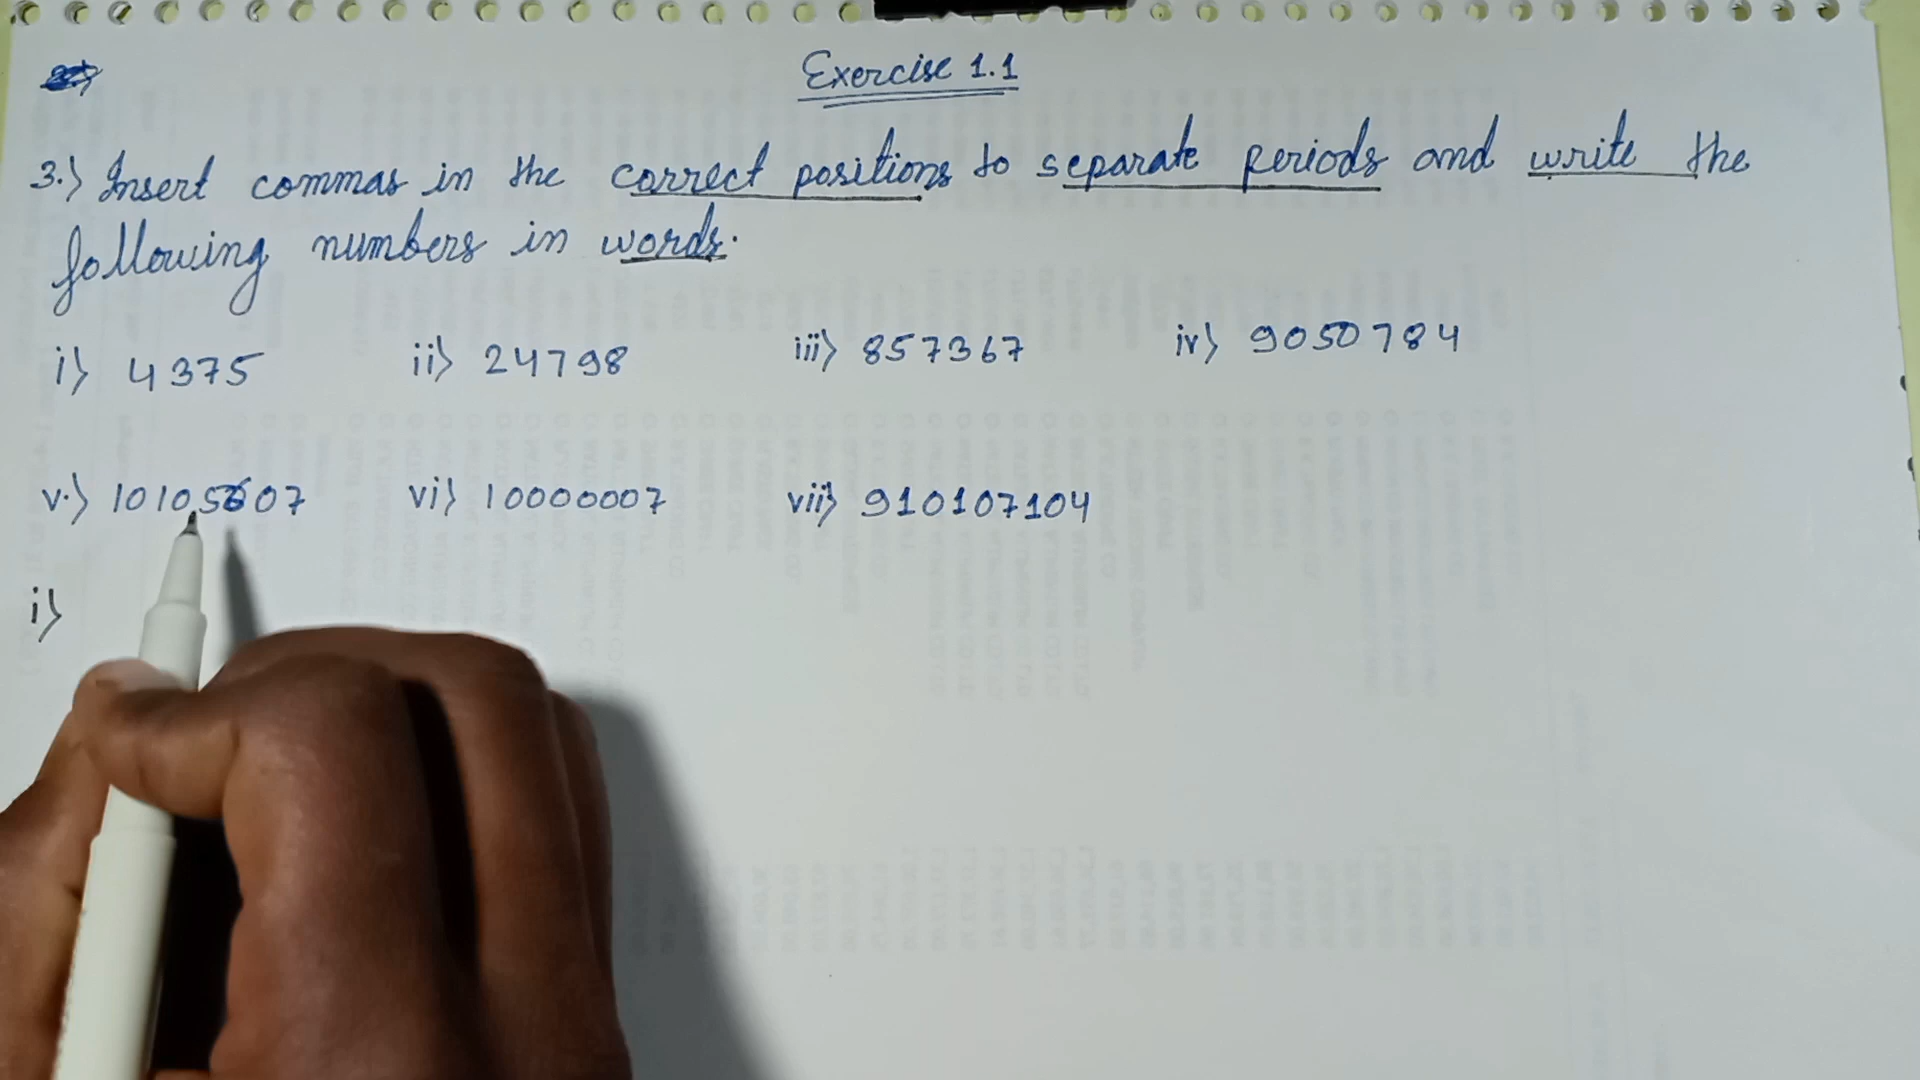 Exercise 1.1
3.) Insert commas in the correct positions to separate periods and write the
following numbers in words.
i) 4375 ii) 24798 iii) 857367 iv) 9050784
v.) vi) 10000007 vii) 910107104
i)